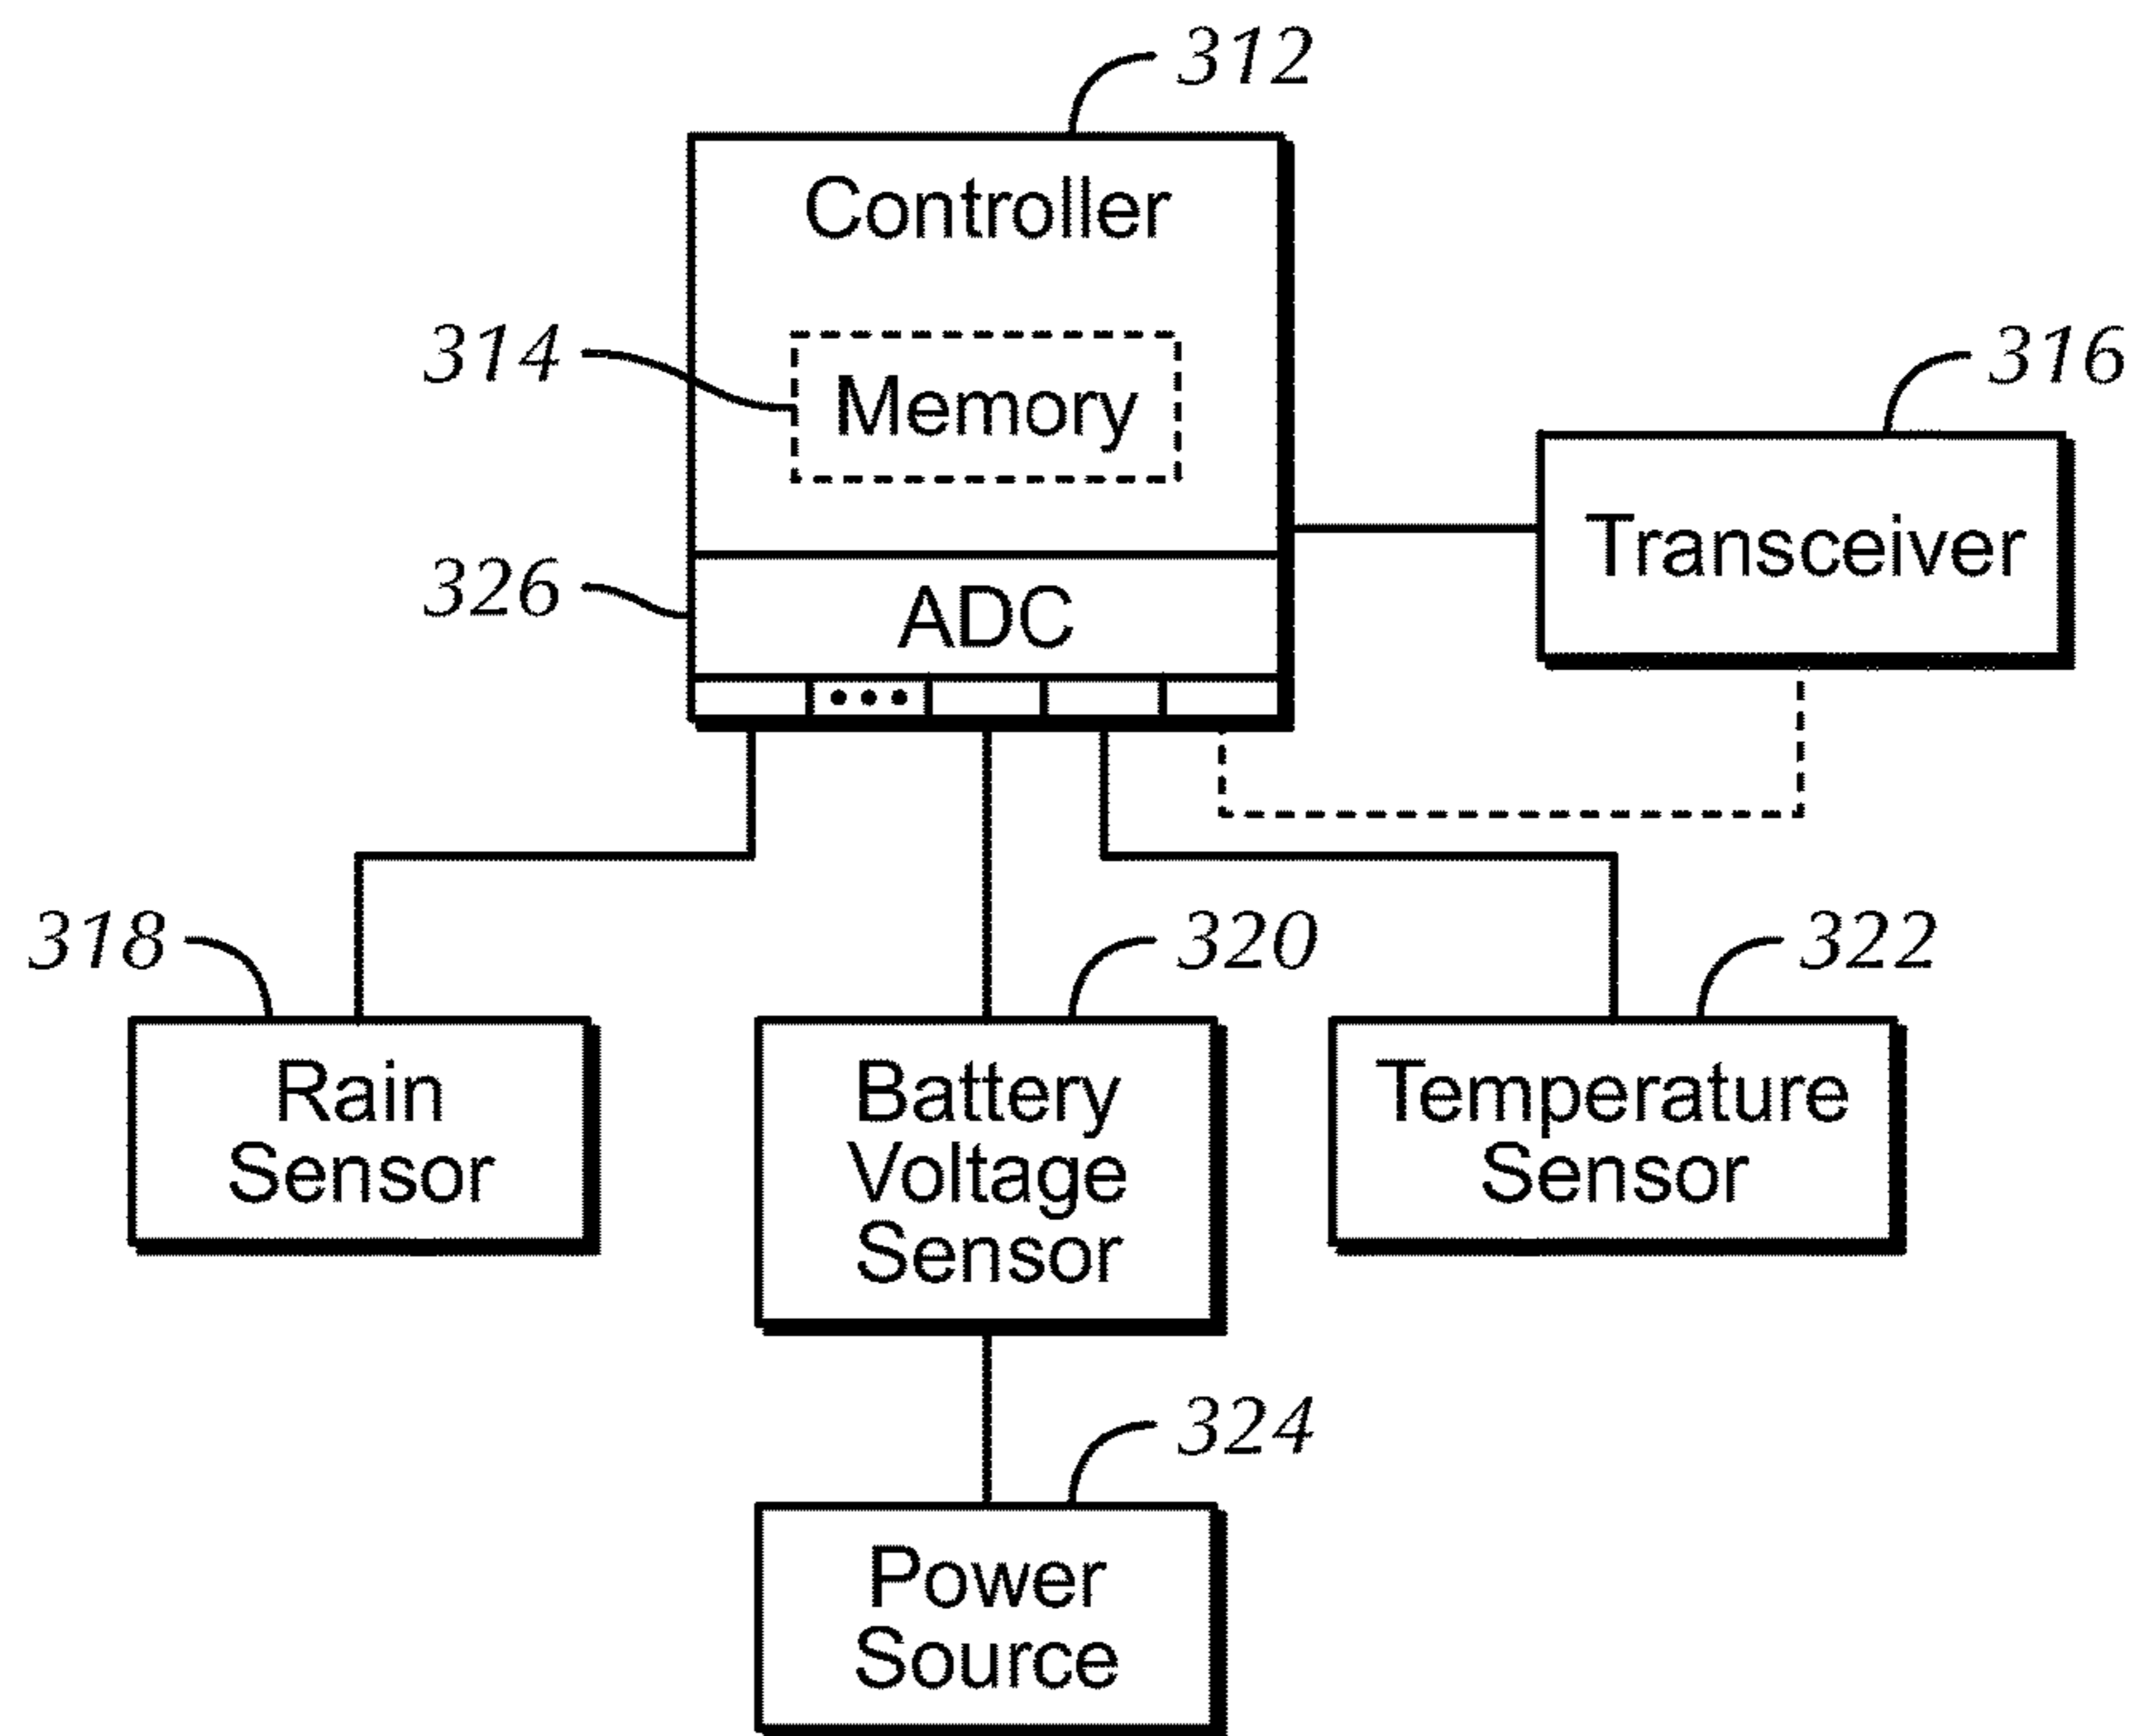 312
Controller
314
Memory
316
Transceiver
326
ADC
318
320
322
Rain
Sensor
Battery
Voltage
Sensor
Temperature
Sensor
324
Power
Source